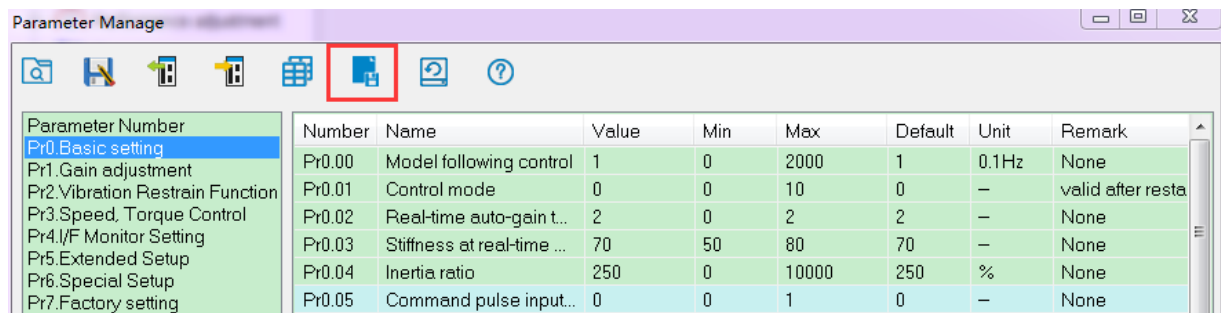 Parameter Manage
Parameter Number
Pr0.Basic setting
Pr1.Gain adjustment
Pr2.Vibration Restrain Function
Pr3.Speed, Torque Control
Pr4.I/F Monitor Setting
Pr5.Extended Setup
Pr6.Special Setup
Pr7.Factory setting
Number Name Value Min Max Default Unit Remark
Pr0.00 Model following control 1 0 2000 1 0.1Hz None
Pr0.01 Control mode 0 0 10 0 – valid after resta
Pr0.02 Real-time auto-gain t... 2 0 2 2 – None
Pr0.03 Stiffness at real-time ... 70 50 80 70 – None
Pr0.04 Inertia ratio 250 0 10000 250 % None
Pr0.05 Command pulse input... 0 0 1 0 – None